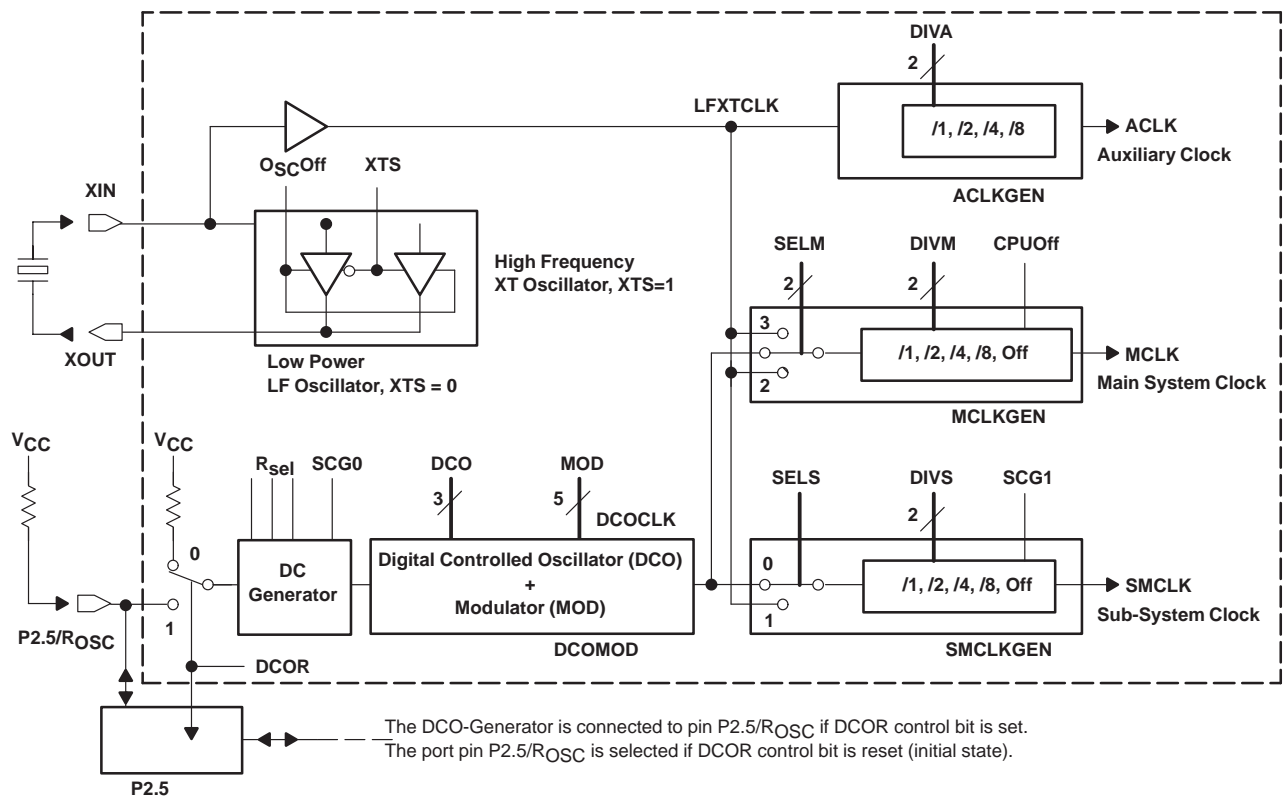 DIVA
2
LFXTCLK
/1, /2, /4, /8
ACLK
Auxiliary Clock
ACLKGEN
OSCOff
XTS
XIN
High Frequency
XT Oscillator, XTS=1
XOUT
Low Power
LF Oscillator, XTS = 0
SELM
DIVM
CPUOff
2
2
3
2
/1, /2, /4, /8, Off
MCLK
Main System Clock
MCLKGEN
VCC
VCC
Rsel
SCG0
DCO
MOD
3
5
DCOCLK
SELS
DIVS
SCG1
2
0
1
DC
Generator
Digital Controlled Oscillator (DCO)
+
Modulator (MOD)
DCOMOD
0
1
/1, /2, /4, /8, Off
SMCLK
Sub-System Clock
SMCLKGEN
P2.5/ROSC
DCOR
The DCO-Generator is connected to pin P2.5/ROSC if DCOR control bit is set.
The port pin P2.5/ROSC is selected if DCOR control bit is reset (initial state).
P2.5